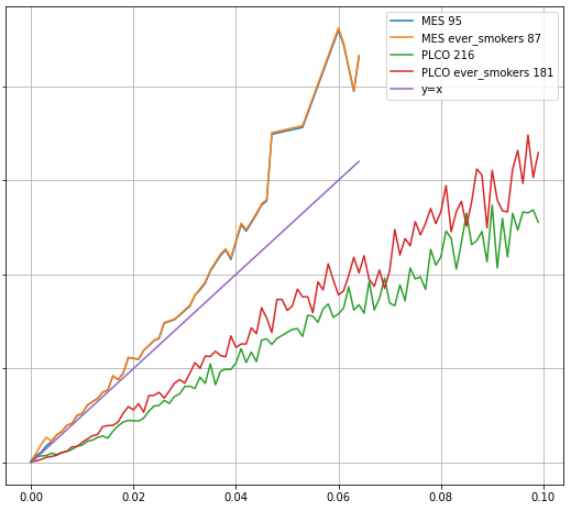 MES 95
MES ever_smokers 87
PLCO 216
PLCO ever_smokers 181
y=x
0.00 0.02 0.04 0.06 0.08 0.10